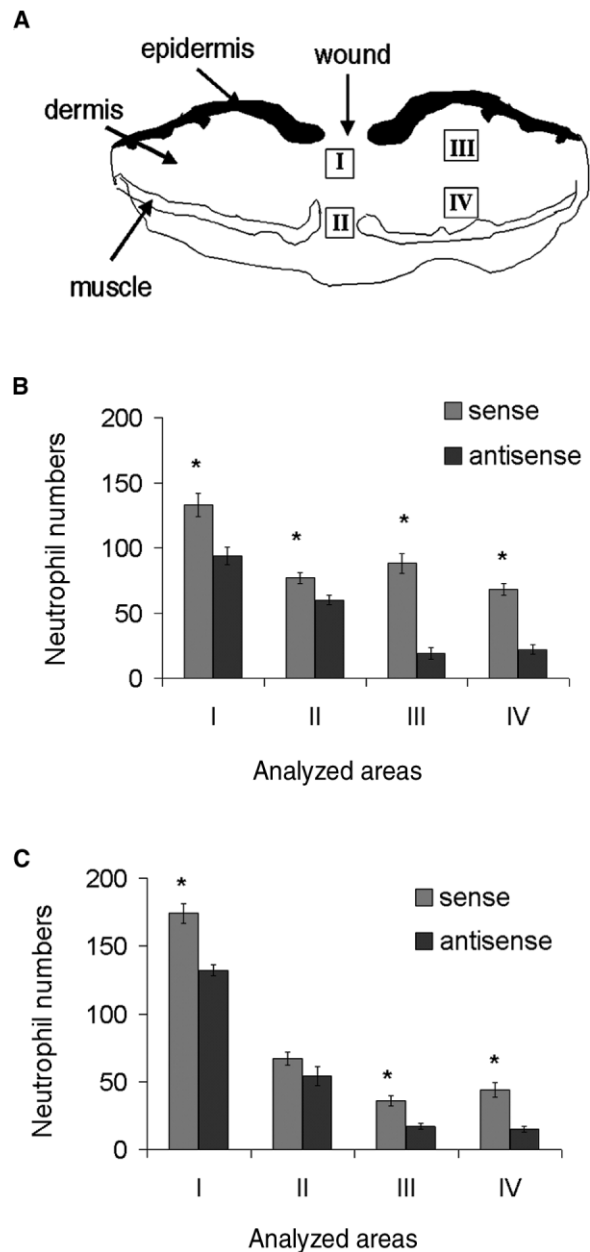 A
epidermis
wound
dermis
I
III
II
IV
muscle
B
200
150
100
50
0
Neutrophil numbers
sense
antisense
*
*
*
*
I II III IV
Analyzed areas
C
200
150
100
50
0
Neutrophil numbers
sense
antisense
*
*
*
I II III IV
Analyzed areas